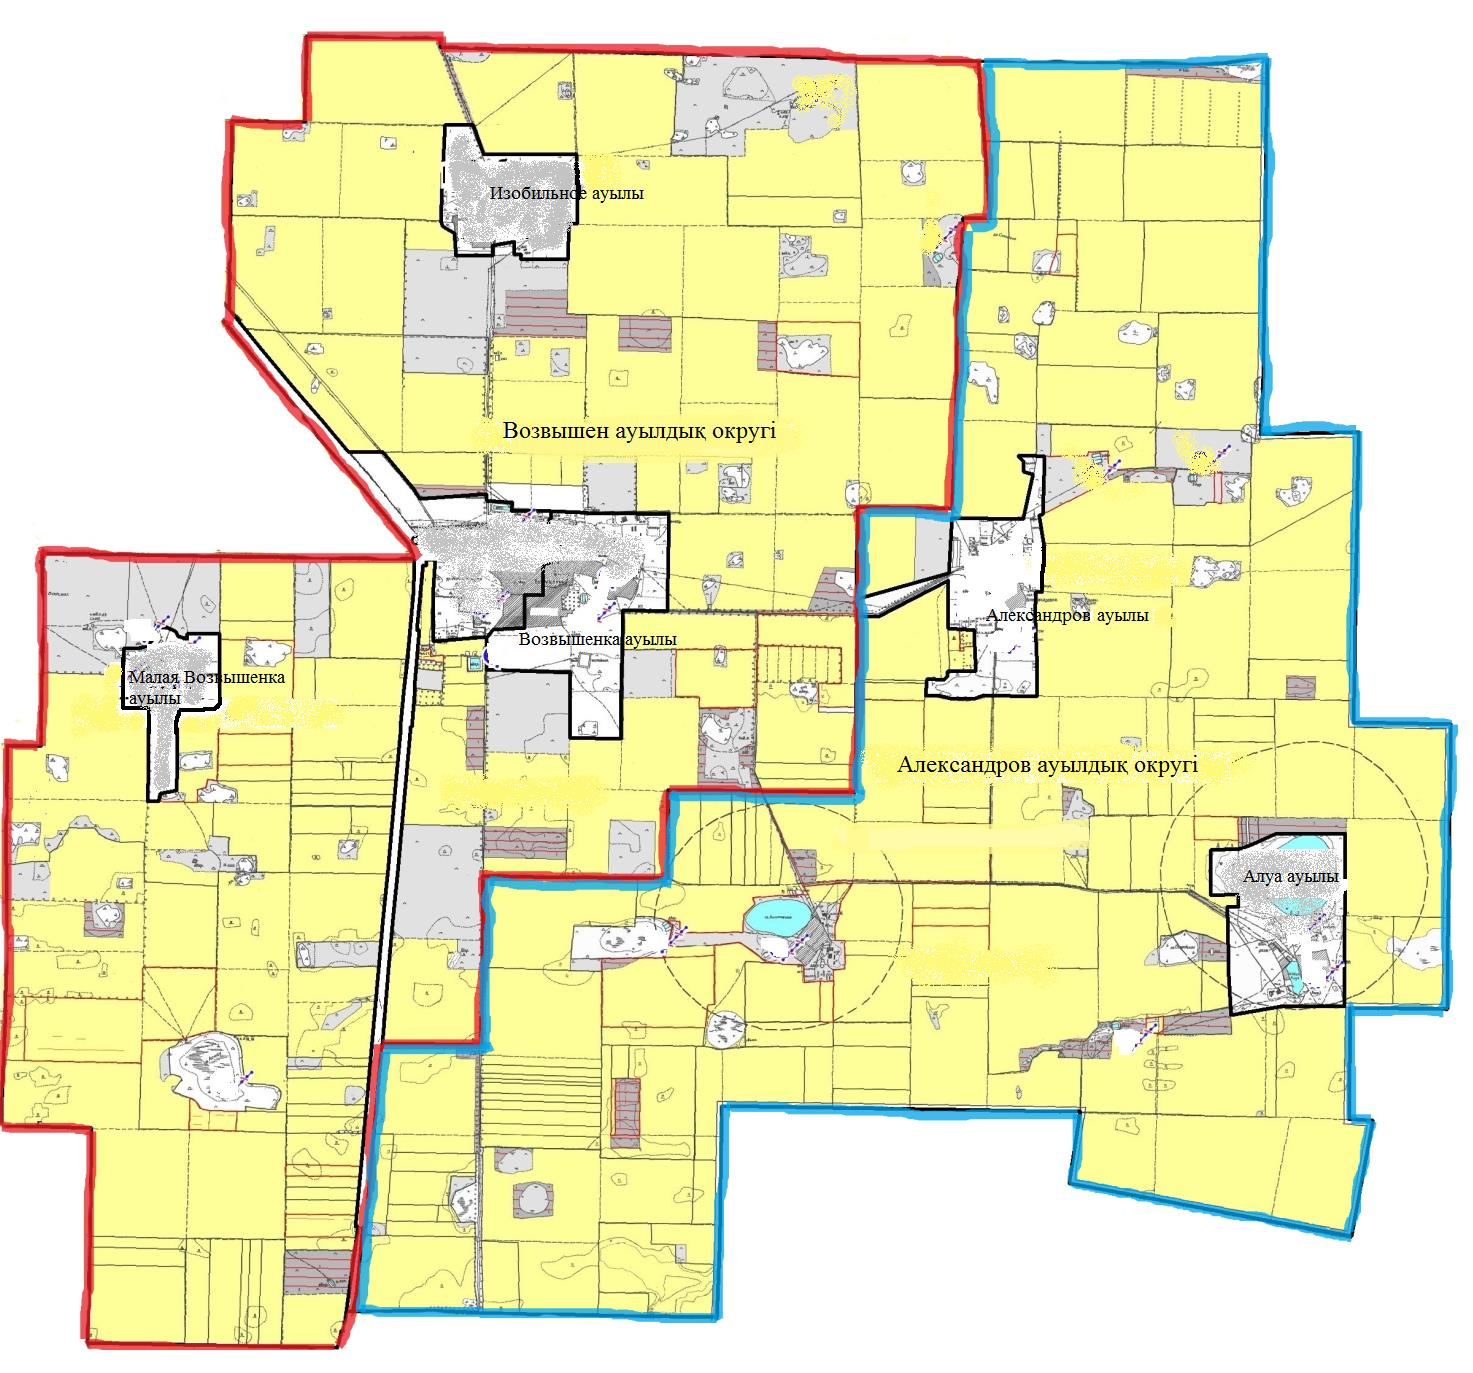 Изобильное ауылы
Возвышен ауылдық округі
Александров ауылы
Возвышенка ауылы
Малая Возвышенка
ауылы
Александров ауылдық округі
Алуа ауылы